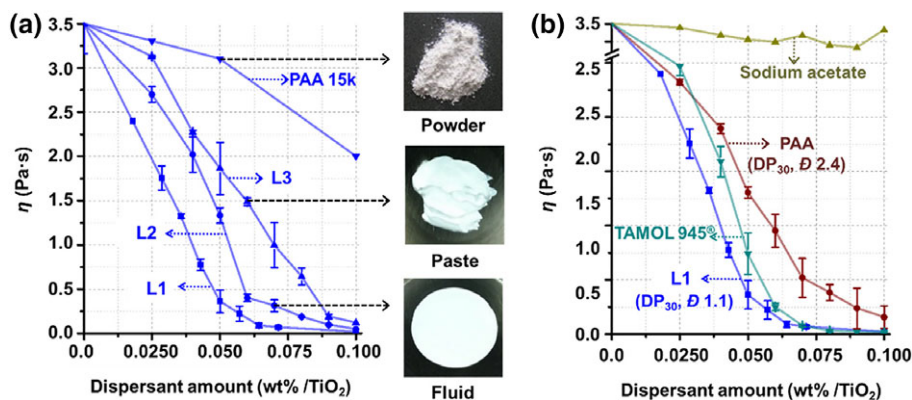 (a)
3.5
3.0
2.5
2.0
1.5
1.0
0.5
0.0
η (Pa·s)
PAA 15k
L3
L2
L1
0.0 0.025 0.050 0.075 0.100
Dispersant amount (wt% /TiO₂)
Powder
Paste
Fluid
(b)
3.5
2.5
2.0
1.5
1.0
0.5
0.0
η (Pa·s)
Sodium acetate
PAA
(DP₃₀, Đ 2.4)
TAMOL 945®
L1
(DP₃₀, Đ 1.1)
0.0 0.025 0.050 0.075 0.100
Dispersant amount (wt% /TiO₂)